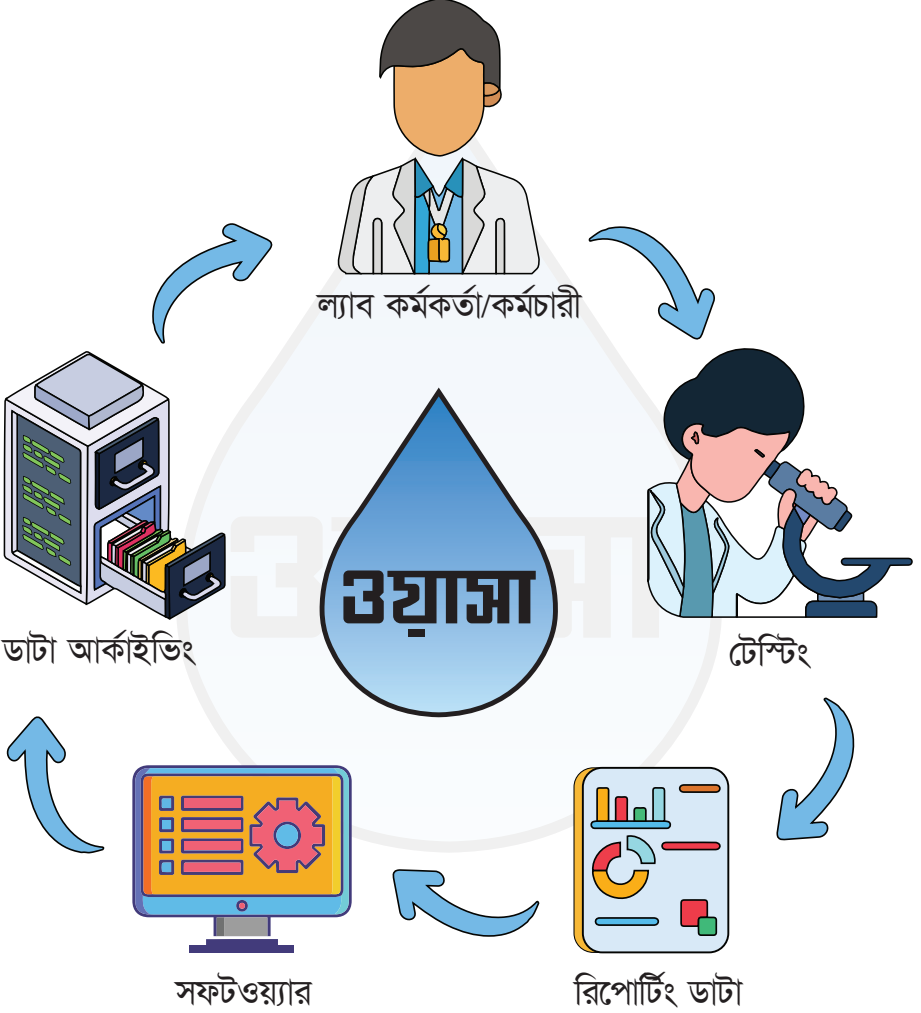 ল্যাব কর্মকর্তা/কর্মচারী
ওয়াসা
ডাটা আর্কাইভিং
টেস্টিং
সফটওয়্যার
রিপোর্টিং ডাটা